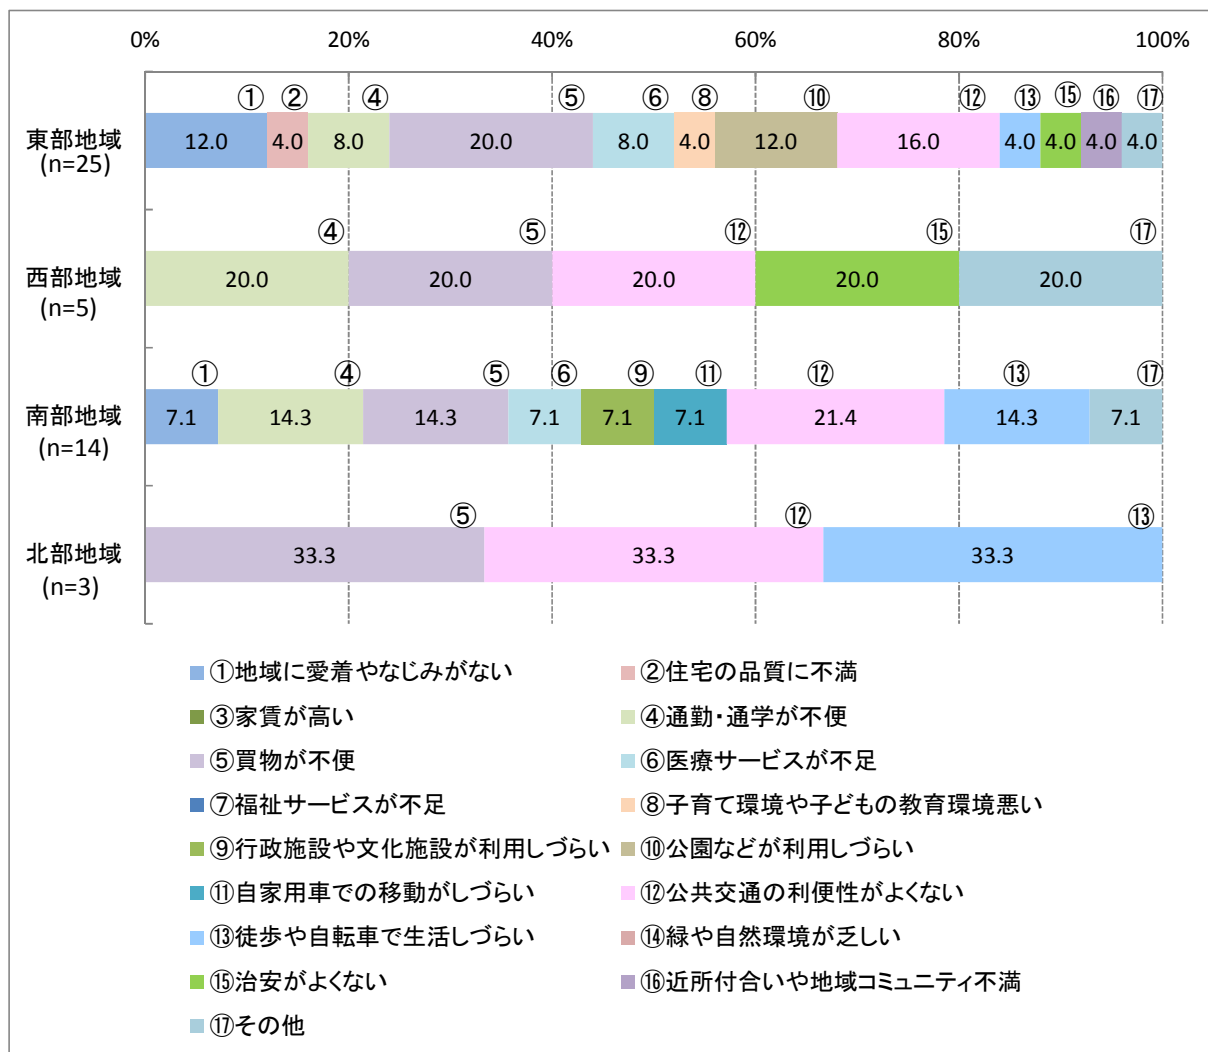 0% 20% 40% 60% 80% 100%
① ② ④ ⑤ ⑥ ⑧ ⑩ ⑫ ⑬ ⑮ ⑯ ⑰
東部地域 12.0 4.0 8.0 20.0 8.0 4.0 12.0 16.0 4.0 4.0 4.0 4.0
(n=25)
④ ⑤ ⑫ ⑮ ⑰
西部地域 20.0 20.0 20.0 20.0 20.0
(n=5)
① ④ ⑤ ⑥ ⑨ ⑪ ⑫ ⑬ ⑰
南部地域 7.1 14.3 14.3 7.1 7.1 7.1 21.4 14.3 7.1
(n=14)
⑤ ⑫ ⑬
北部地域 33.3 33.3 33.3
(n=3)
①地域に愛着やなじみがない ②住宅の品質に不満
③家賃が高い ④通勤・通学が不便
⑤買物が不便 ⑥医療サービスが不足
⑦福祉サービスが不足 ⑧子育て環境や子どもの教育環境悪い
⑨行政施設や文化施設が利用しづらい ⑩公園などが利用しづらい
⑪自家用車での移動がしづらい ⑫公共交通の利便性がよくない
⑬徒歩や自転車で生活しづらい ⑭緑や自然環境が乏しい
⑮治安がよくない ⑯近所付合いや地域コミュニティ不満
⑰その他